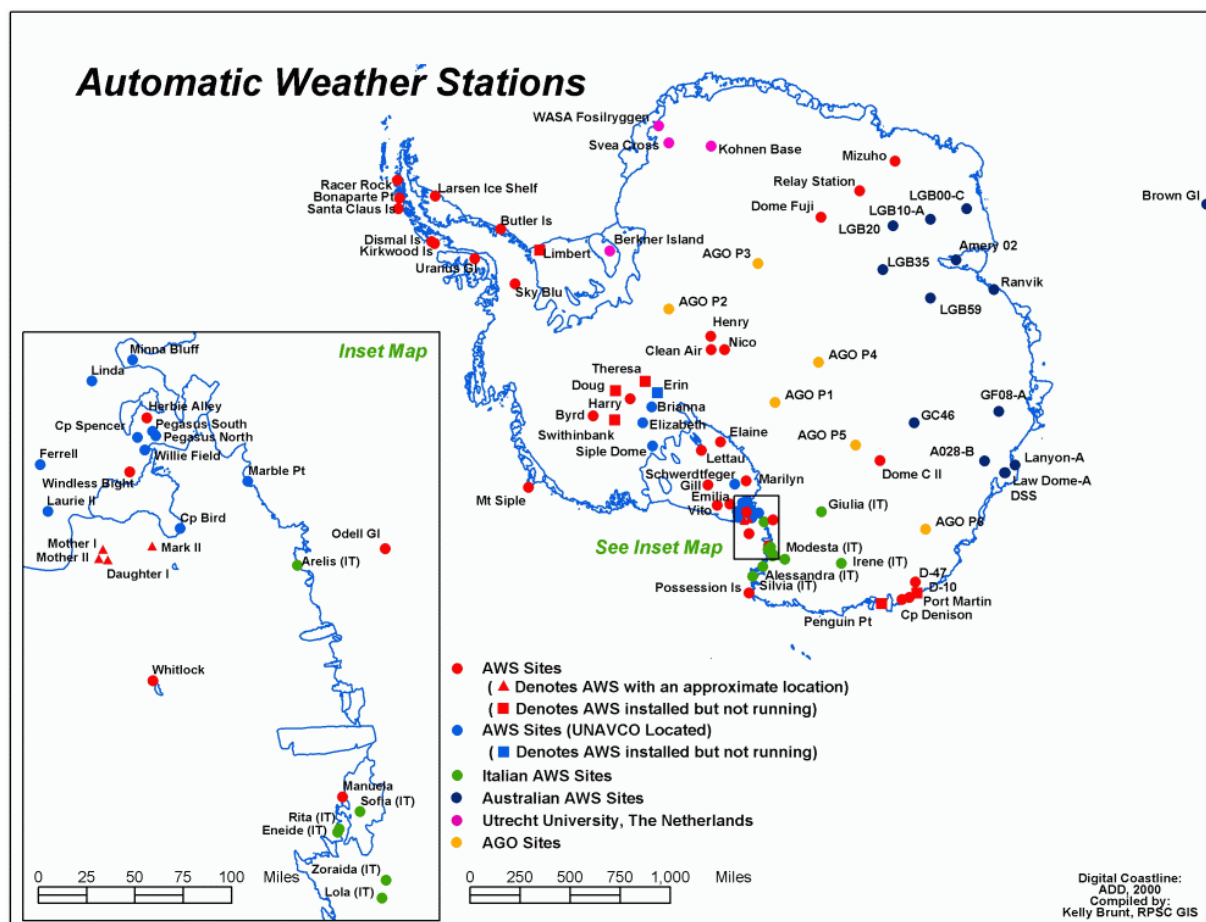 Automatic Weather Stations
WASA Fosilryggen
Svea Cross
Kohnen Base
Mizuho
Relay Station
LGB00-C
Brown Gl
Racer Rock
Larsen Ice Shelf
Bonaparte Pt
Santa Claus Is
Dome Fuji
LGB10-A
LGB20
Butler Is
Dismal Is
Kirkwood Is
Limbert
Berkner Island
Amery 02
Uranus Gl
AGO P3
LGB35
Ranvik
Sky Blu
AGO P2
LGB59
Henry
Clean Air
Nico
AGO P4
Theresa
Doug
Erin
Harry
Brianna
AGO P1
GF08-A
Byrd
Elizabeth
GC46
Swithinbank
Siple Dome
Elaine
AGO P5
A028-B
Lanyon-A
Lettau
Dome C II
Law Dome-A
DSS
Schwerdtfeger
Marilyn
Gill
Mt Siple
Emilia
Vito
Giulia (IT)
AGO P6
See Inset Map
Modesta (IT)
Irene (IT)
Alessandra (IT)
D-47
Possession Is
Silvia (IT)
D-10
Port Martin
Penguin Pt
Cp Denison
Inset Map
Minna Bluff
Linda
Herbie Alley
Cp Spencer
Pegasus South
Pegasus North
Ferrell
Willie Field
Marble Pt
Windless Bight
Laurie II
Cp Bird
Odell Gl
Mother I
Mother II
Mark II
Daughter I
Arelis (IT)
Whitlock
Manuela
Sofia (IT)
Rita (IT)
Eneide (IT)
Zoraida (IT)
Lola (IT)
0 25 50 75 100 Miles
AWS Sites
( Denotes AWS with an approximate location)
( Denotes AWS installed but not running)
AWS Sites (UNAVCO Located)
( Denotes AWS installed but not running)
Italian AWS Sites
Australian AWS Sites
Utrecht University, The Netherlands
AGO Sites
0 250 500 750 1,000 Miles
Digital Coastline:
ADD, 2000
Compiled by:
Kelly Brunt, RPSC GIS